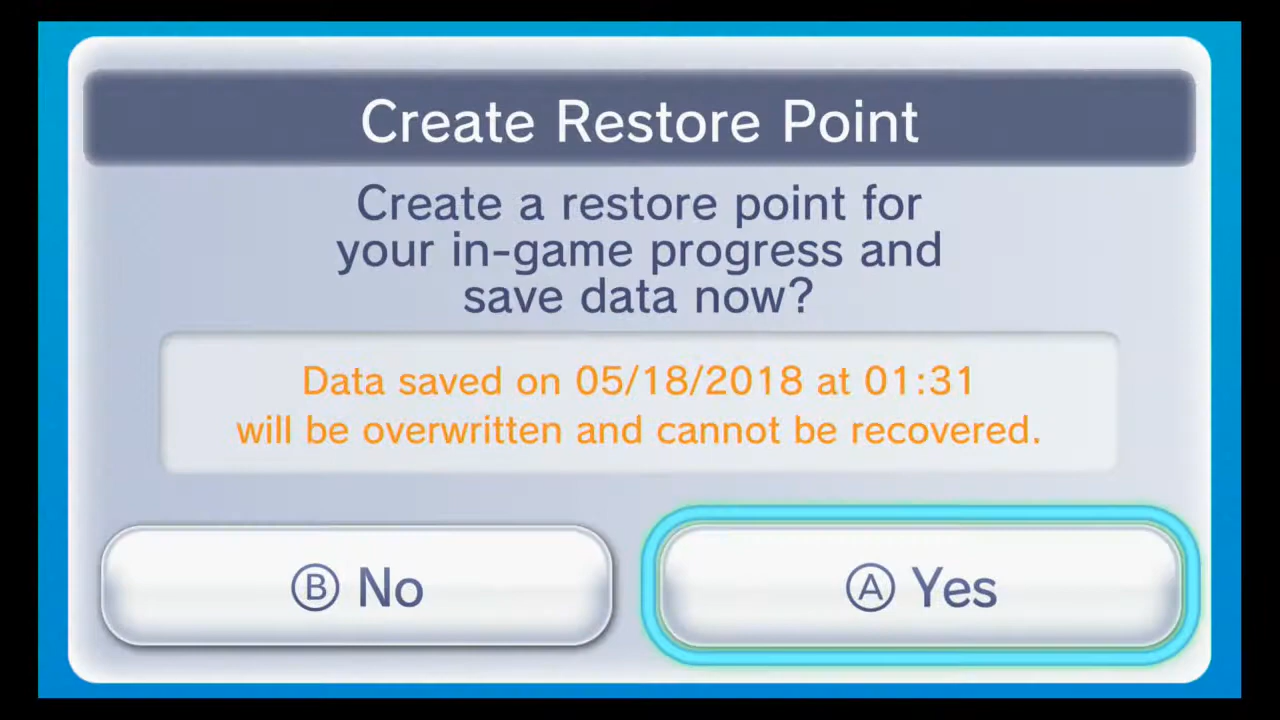 Create Restore Point
Create a restore point for
your in-game progress and
save data now?
Data saved on 05/18/2018 at 01:31
will be overwritten and cannot be recovered.
Ⓑ No
Ⓐ Yes